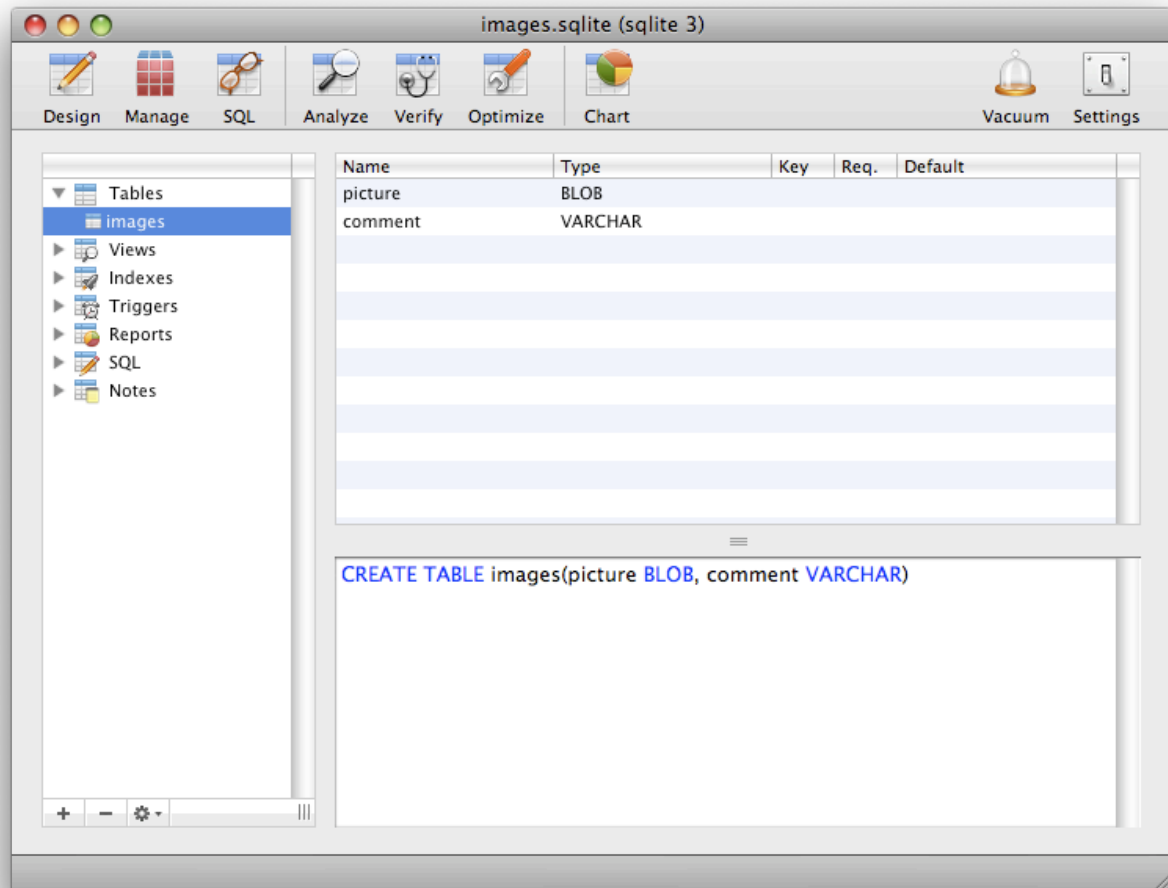 images.sqlite (sqlite 3)
Design Manage SQL Analyze Verify Optimize Chart Vacuum Settings
Tables
images
Views
Indexes
Triggers
Reports
SQL
Notes
Name Type Key Req. Default
picture BLOB
comment VARCHAR
CREATE TABLE images(picture BLOB, comment VARCHAR)